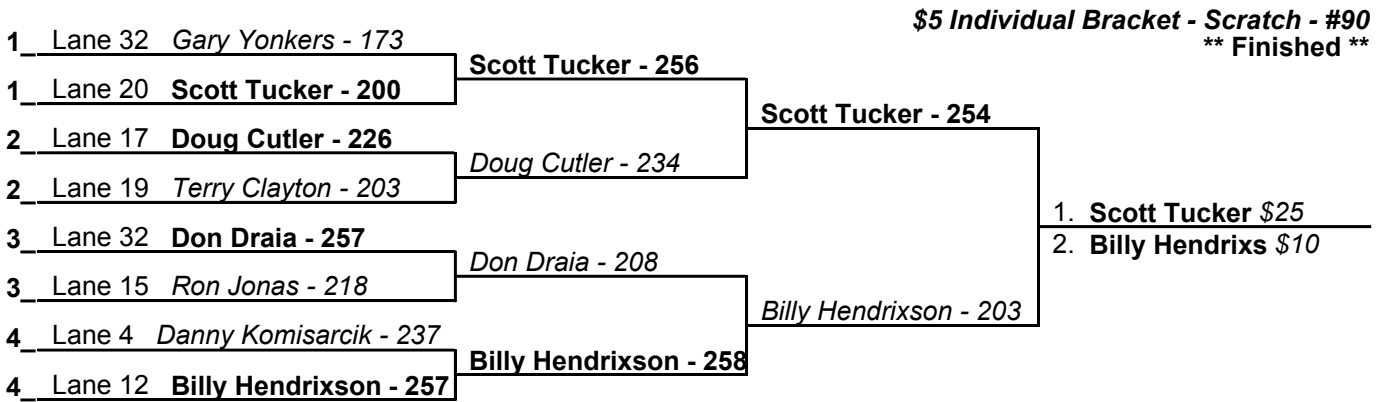 $5 Individual Bracket - Scratch - #90
** Finished **
1_ Lane 32 Gary Yonkers - 173
1_ Lane 20 Scott Tucker - 200
2_ Lane 17 Doug Cutler - 226
2_ Lane 19 Terry Clayton - 203
3_ Lane 32 Don Draia - 257
3_ Lane 15 Ron Jonas - 218
4_ Lane 4 Danny Komisarcik - 237
4_ Lane 12 Billy Hendrixson - 257
Scott Tucker - 256
Doug Cutler - 234
Don Draia - 208
Billy Hendrixson - 258
Scott Tucker - 254
Billy Hendrixson - 203
1. Scott Tucker $25
2. Billy Hendrixs $10